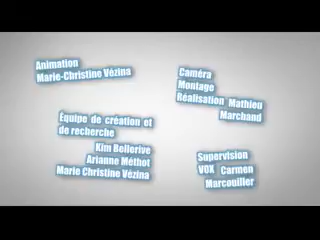 Animation
Marie-Christine Vézina
Caméra
Montage
Réalisation Mathieu
Marchand
Équipe de création et
de recherche
Kim Bellerive
Arianne Méthot
Marie Christine Vézina
Supervision
VOX Carmen
Marcouiller